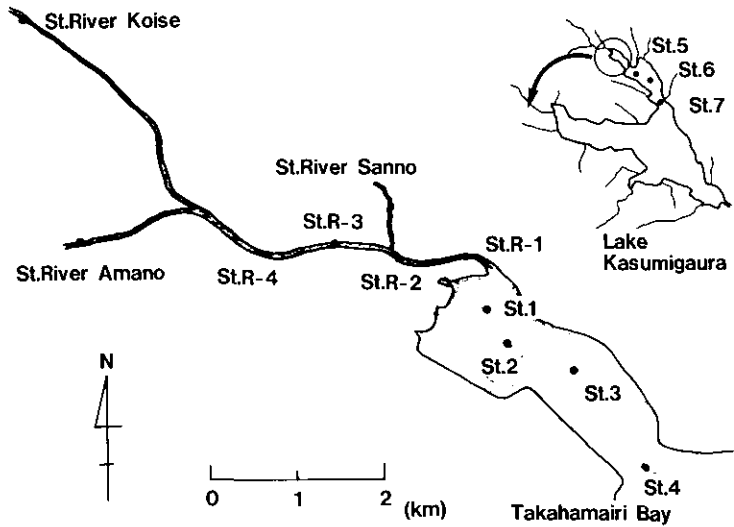 St.River Koise
St.5
St.6
St.7
St.River Sanno
St.R-3
St.R-1
Lake
Kasumigaura
St.River Amano
St.R-4
St.R-2
St.1
St.2
St.3
N
St.4
0 1 2 (km)
Takahamairi Bay